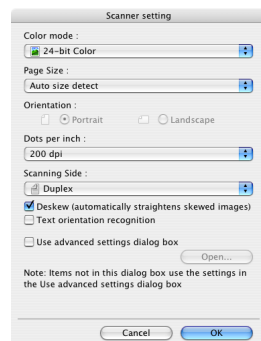 Scanner setting
Color mode :
24-bit Color
Page Size :
Auto size detect
Orientation :
Portrait Landscape
Dots per inch :
200 dpi
Scanning Side :
Duplex
Deskew (automatically straightens skewed images)
Text orientation recognition
Use advanced settings dialog box
Open...
Note: Items not in this dialog box use the settings in
the Use advanced settings dialog box
Cancel OK